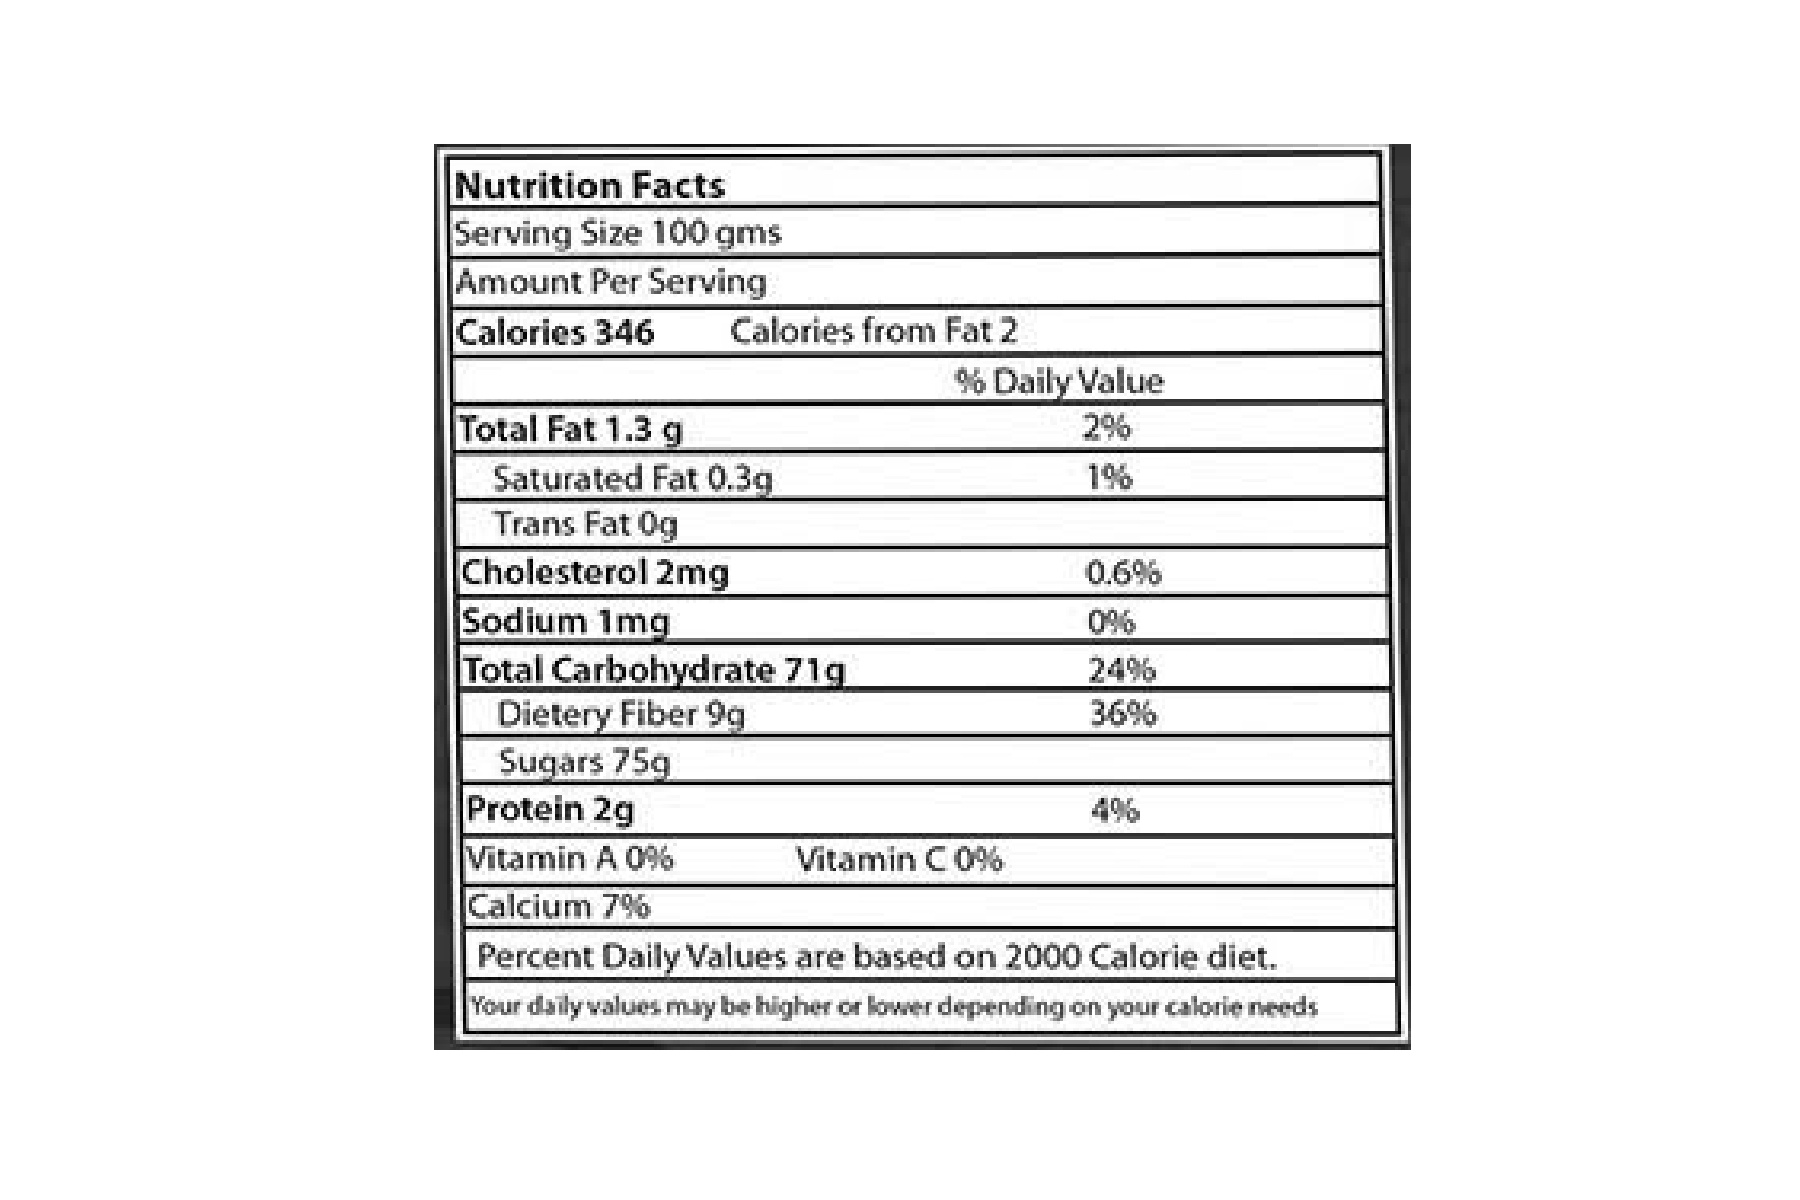 Nutrition Facts
Serving Size 100 gms
Amount Per Serving
Calories 346 Calories from Fat 2
% Daily Value
Total Fat 1.3 g 2%
Saturated Fat 0.3g 1%
Trans Fat 0g
Cholesterol 2mg 0.6%
Sodium 1mg 0%
Total Carbohydrate 71g 24%
Dietery Fiber 9g 36%
Sugars 75g
Protein 2g 4%
Vitamin A 0% Vitamin C 0%
Calcium 7%
Percent Daily Values are based on 2000 Calorie diet.
Your daily values may be higher or lower depending on your calorie needs